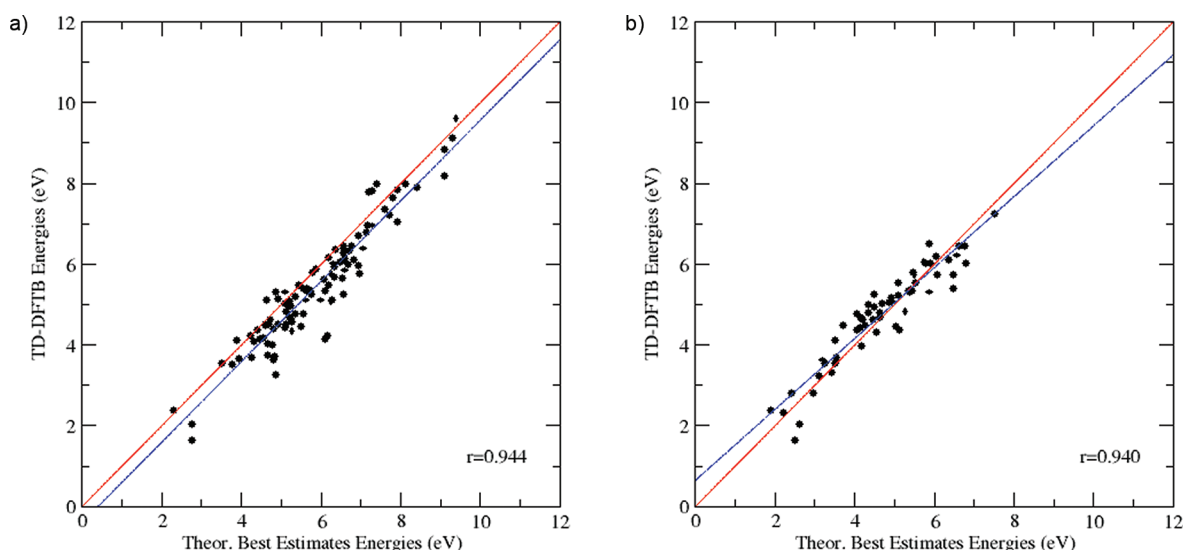 a)
12
10
8
6
4
2
0
TD-DFTB Energies (eV)
r=0.944
0 2 4 6 8 10 12
Theor. Best Estimates Energies (eV)
b)
12
10
8
6
4
2
0
TD-DFTB Energies (eV)
r=0.940
0 2 4 6 8 10 12
Theor. Best Estimates Energies (eV)